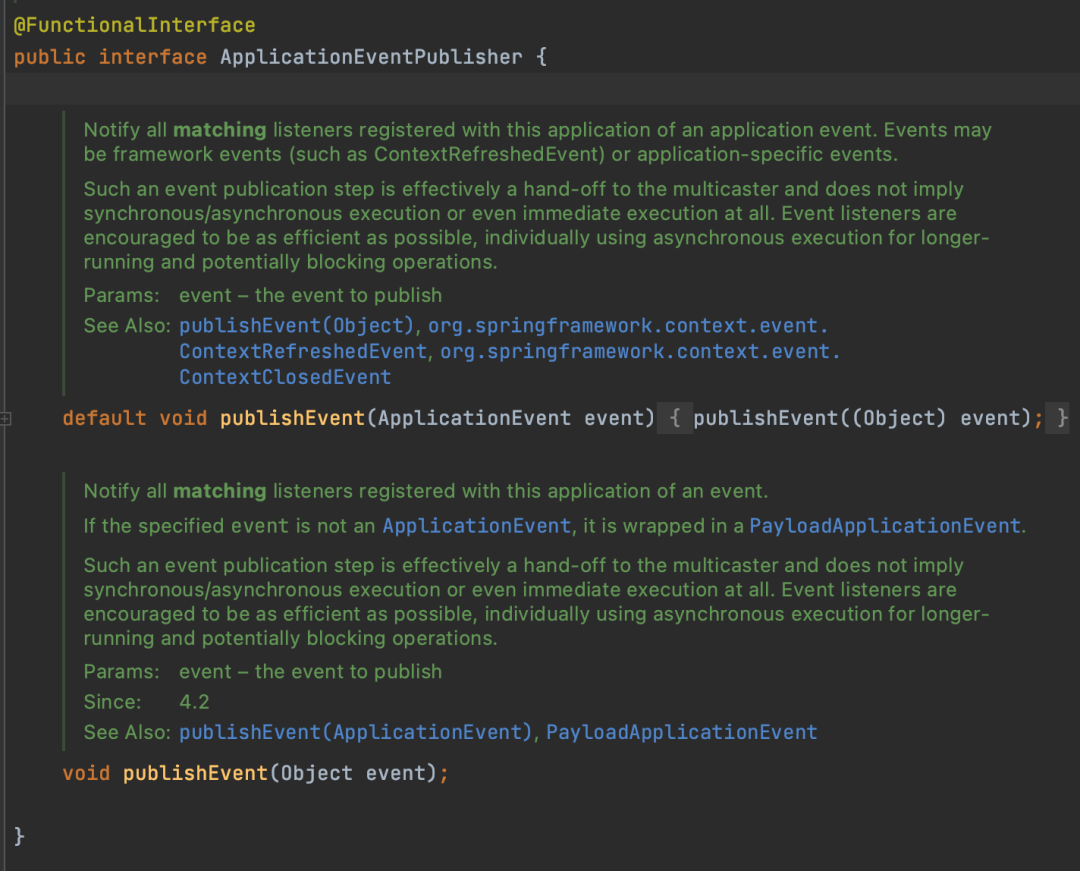 @FunctionalInterface
public interface ApplicationEventPublisher {
Notify all matching listeners registered with this application of an application event. Events may
be framework events (such as ContextRefreshedEvent) or application-specific events.
Such an event publication step is effectively a hand-off to the multicaster and does not imply
synchronous/asynchronous execution or even immediate execution at all. Event listeners are
encouraged to be as efficient as possible, individually using asynchronous execution for longer-
running and potentially blocking operations.
Params: event – the event to publish
See Also: publishEvent(Object), org.springframework.context.event.
ContextRefreshedEvent, org.springframework.context.event.
ContextClosedEvent
default void publishEvent(ApplicationEvent event) { publishEvent((Object) event); }
Notify all matching listeners registered with this application of an event.
If the specified event is not an ApplicationEvent, it is wrapped in a PayloadApplicationEvent.
Such an event publication step is effectively a hand-off to the multicaster and does not imply
synchronous/asynchronous execution or even immediate execution at all. Event listeners are
encouraged to be as efficient as possible, individually using asynchronous execution for longer-
running and potentially blocking operations.
Params: event – the event to publish
Since: 4.2
See Also: publishEvent(ApplicationEvent), PayloadApplicationEvent
void publishEvent(Object event);
}